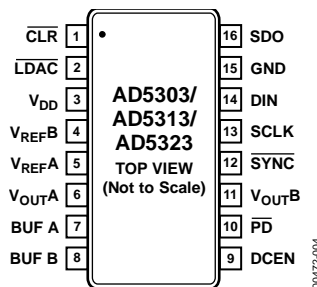 CLR 1
LDAC 2
VDD 3
VREFB 4
VREFA 5
VOUTA 6
BUF A 7
BUF B 8
AD5303/
AD5313/
AD5323
TOP VIEW
(Not to Scale)
16 SDO
15 GND
14 DIN
13 SCLK
12 SYNC
11 VOUTB
10 PD
9 DCEN